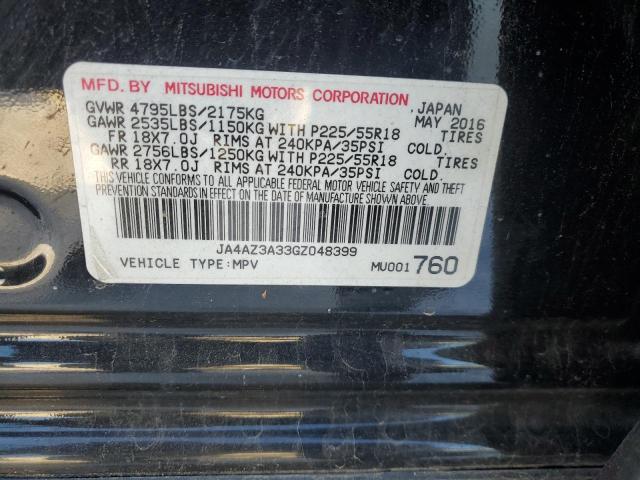 MFD. BY MITSUBISHI MOTORS CORPORATION
GVWR 4795LBS/2175KG JAPAN MAY 2016
GAWR 2535LBS/1150KG WITH P225/55R18 TIRES
FR 18X7.0J RIMS AT 240KPA/35PSI COLD.
GAWR 2756LBS/1250KG WITH P225/55R18 TIRES
RR 18X7.0J RIMS AT 240KPA/35PSI COLD.
THIS VEHICLE CONFORMS TO ALL APPLICABLE FEDERAL MOTOR VEHICLE SAFETY AND THEFT
PREVENTION STANDARDS IN EFFECT ON THE DATE OF MANUFACTURE SHOWN ABOVE.
JA4AZ3A33GZ048399
VEHICLE TYPE:MPV MU001760